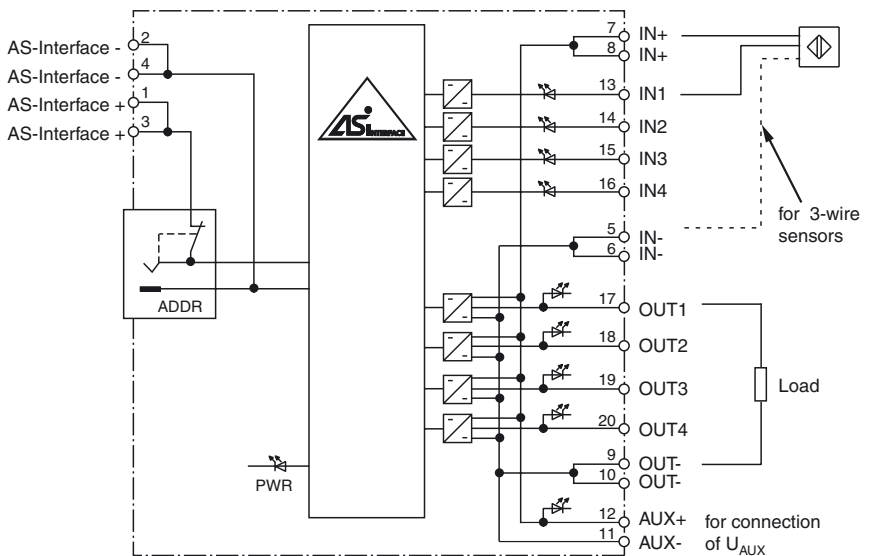 AS-Interface -
2
AS-Interface -
4
AS-Interface +
1
AS-Interface +
3
ADDR
PWR
ASi INTERFACE
7 IN+
8 IN+
13 IN1
14 IN2
15 IN3
16 IN4
5 IN-
6 IN-
17 OUT1
18 OUT2
19 OUT3
20 OUT4
9 OUT-
10 OUT-
12 AUX+
11 AUX-
for 3-wire
sensors
Load
for connection
of UAUX